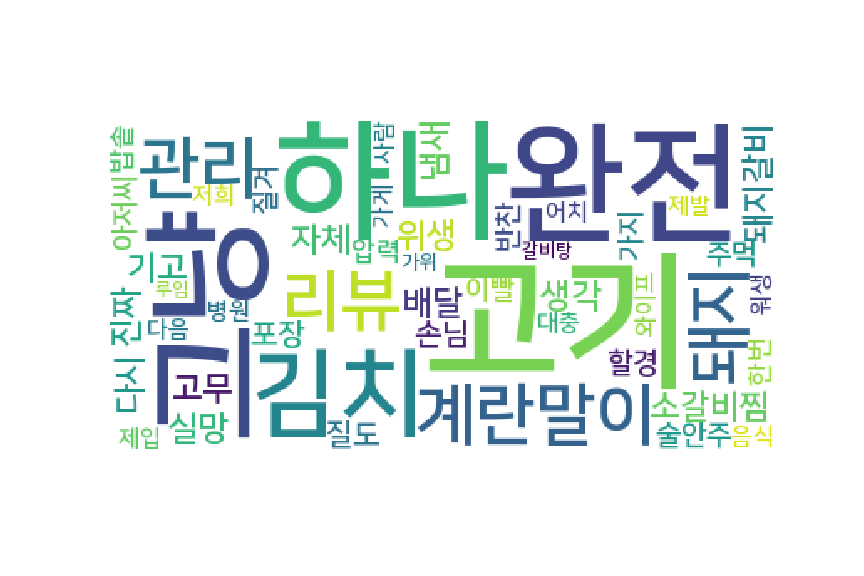 하나
완전
관리
냄새
사람
가게
질겨
저희
아저씨
밥솥
돼지갈비
제발
어치
반찬
갈비탕
가지
주먹
자체
압력
위생
가위
기고
루임
병원
다음
진짜
리뷰
배달
이빨
손님
고기
생각
대충
와이프
돼지
위생
포장
다시
고무
실망
제입
김치
질도
계란말이
할경
한번
소갈비찜
술안주
음식